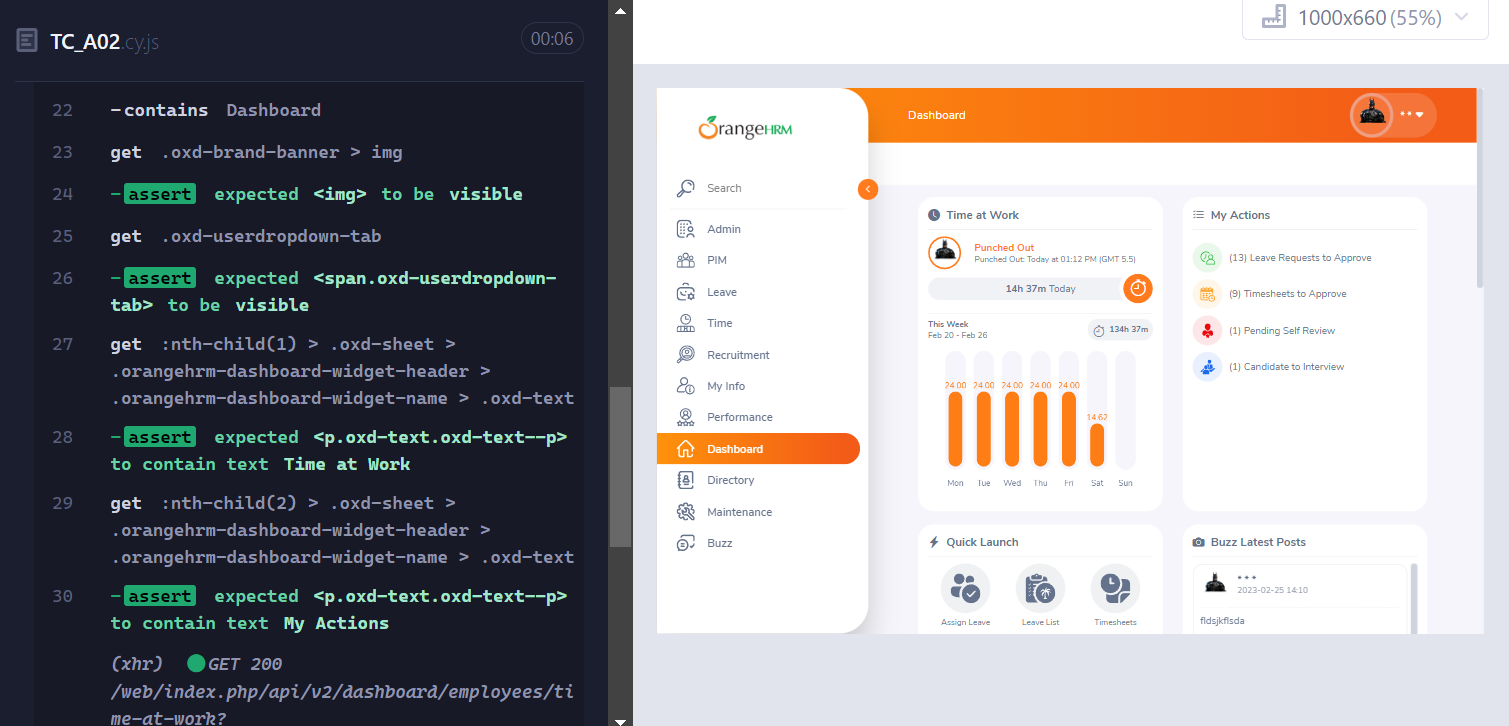 TC_A02.cy.js
00:06
22 -contains Dashboard
23 get .oxd-brand-banner > img
24 -assert expected <img> to be visible
25 get .oxd-userdropdown-tab
26 -assert expected <span.oxd-userdropdown-
tab> to be visible
27 get :nth-child(1) > .oxd-sheet >
.orangehrm-dashboard-widget-header >
.orangehrm-dashboard-widget-name > .oxd-text
28 -assert expected <p.oxd-text.oxd-text--p>
to contain text Time at Work
29 get :nth-child(2) > .oxd-sheet >
.orangehrm-dashboard-widget-header >
.orangehrm-dashboard-widget-name > .oxd-text
30 -assert expected <p.oxd-text.oxd-text--p>
to contain text My Actions
(xhr) GET 200
/web/index.php/api/v2/dashboard/employees/ti
me-at-work?
1000x660 (55%)
OrangeHRM
Search
Admin
PIM
Leave
Time
Recruitment
My Info
Performance
Dashboard
Directory
Maintenance
Buzz
Dashboard
* *
Time at Work
Punched Out
Punched Out: Today at 01:12 PM (GMT 5.5)
14h 37m Today
This Week
Feb 20 - Feb 26
134h 37m
24.00 24.00 24.00 24.00 24.00
14.62
Mon Tue Wed Thu Fri Sat Sun
My Actions
(13) Leave Requests to Approve
(9) Timesheets to Approve
(1) Pending Self Review
(1) Candidate to Interview
Quick Launch
Assign Leave
Leave List
Timesheets
Buzz Latest Posts
* * *
2023-02-25 14:10
fldsjkflsda